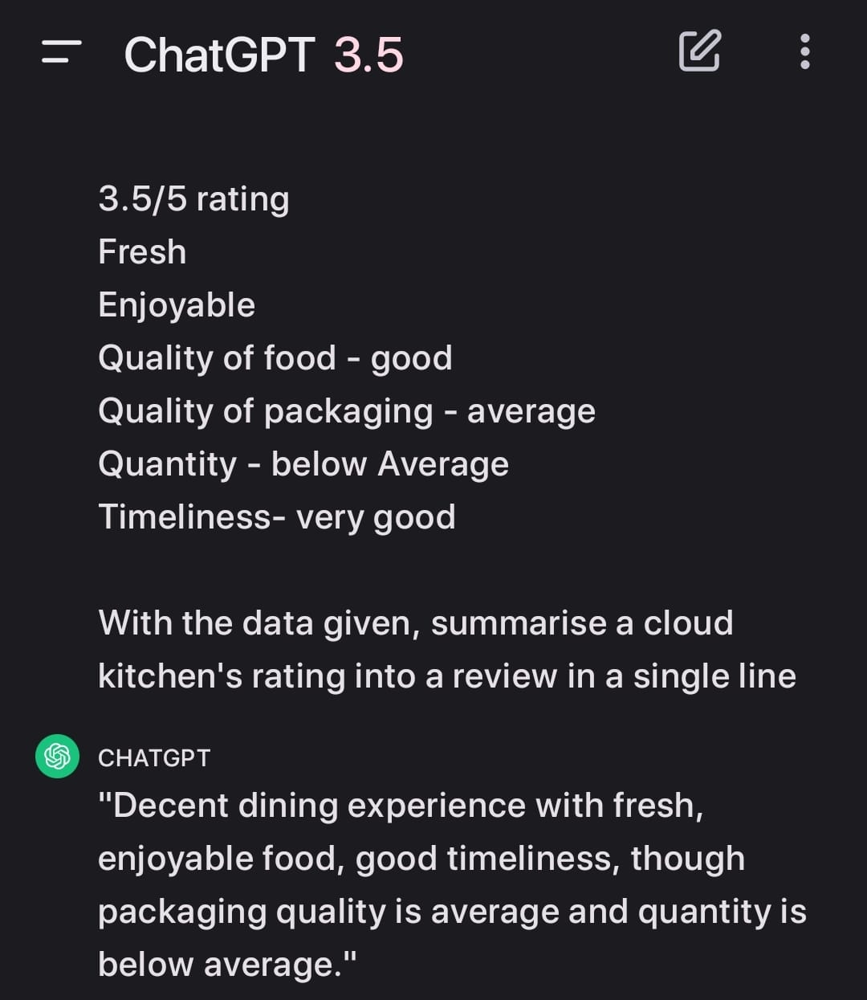 ChatGPT 3.5
3.5/5 rating
Fresh
Enjoyable
Quality of food - good
Quality of packaging - average
Quantity - below Average
Timeliness- very good
With the data given, summarise a cloud
kitchen's rating into a review in a single line
CHATGPT
"Decent dining experience with fresh,
enjoyable food, good timeliness, though
packaging quality is average and quantity is
below average."